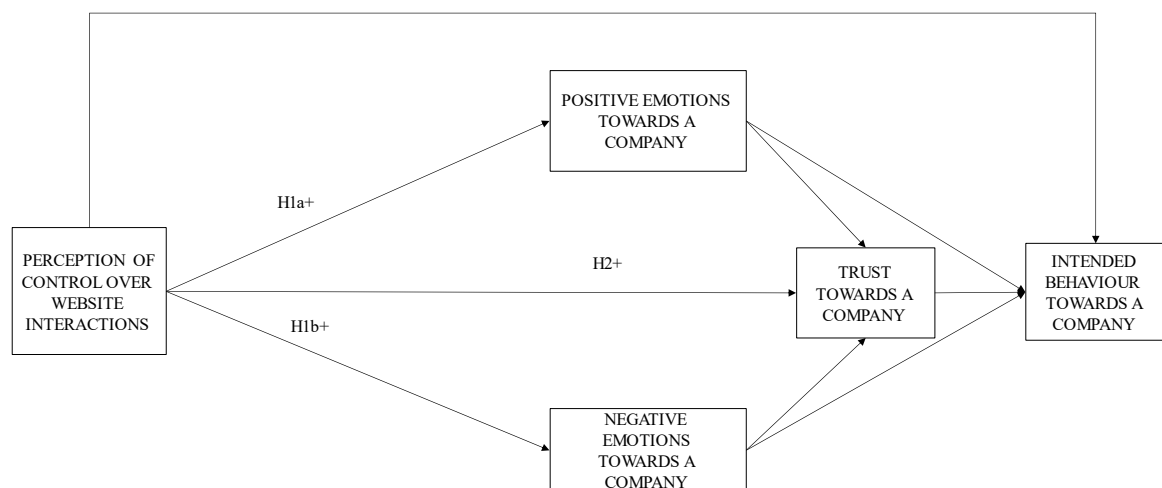 POSITIVE EMOTIONS
TOWARDS A
COMPANY
H1a+
PERCEPTION OF
CONTROL OVER
WEBSITE
INTERACTIONS
H2+
TRUST
TOWARDS A
COMPANY
INTENDED
BEHAVIOUR
TOWARDS A
COMPANY
H1b+
NEGATIVE
EMOTIONS
TOWARDS A
COMPANY